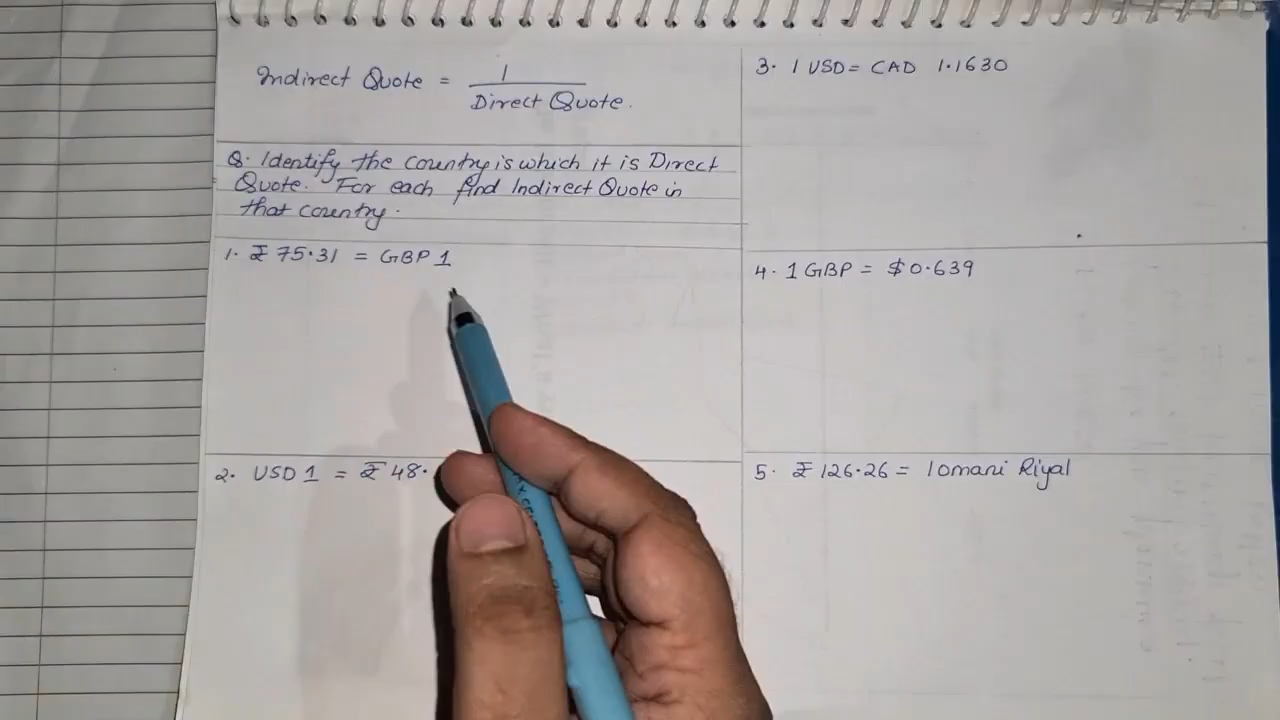 Indirect Quote = 1
Direct Quote.
Q. Identify the country is which it is Direct
Quote. For each find Indirect Quote in
that country.
1. ₹ 75.31 = GBP 1
2. USD 1 = ₹ 48.
3. 1 USD = CAD 1.1630
4. 1 GBP = $ 0.639
5. ₹ 126.26 = 1 Omani Riyal